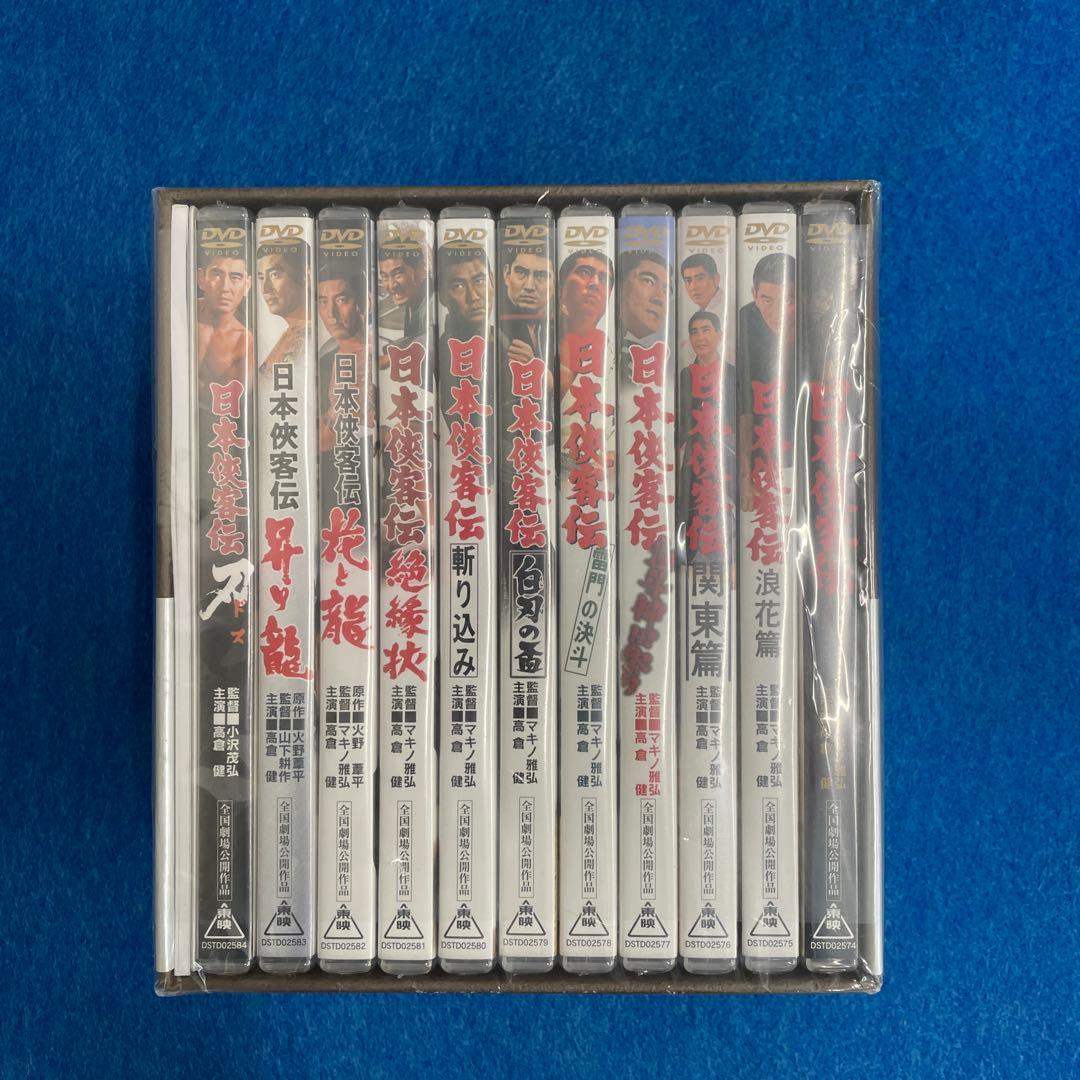 DVD
VIDEO
日本俠客伝
刃
ドス
監督■小沢茂弘
主演■高倉 健
全国劇場公開作品
東映
DSTD02584
DVD
VIDEO
日本俠客伝
昇り龍
原作■火野葦平
監督■山下耕作
主演■高倉 健
全国劇場公開作品
東映
DSTD02583
DVD
VIDEO
日本俠客伝
花と龍
原作■火野 葦平
監督■マキノ雅弘
主演■高倉 健
全国劇場公開作品
東映
DSTD02582
DVD
VIDEO
日本俠客伝
絶縁状
監督■マキノ雅弘
主演■高倉 健
全国劇場公開作品
東映
DSTD02581
DVD
VIDEO
日本俠客伝
斬り込み
監督■マキノ雅弘
主演■高倉 健
全国劇場公開作品
東映
DSTD02580
DVD
VIDEO
日本俠客伝
白刃の盃
監督■マキノ雅弘
主演■高倉 健
全国劇場公開作品
東映
DSTD02579
DVD
VIDEO
日本俠客伝
雷門の決斗
監督■マキノ雅弘
主演■高倉 健
全国劇場公開作品
東映
DSTD02578
DVD
VIDEO
日本俠客伝
監督■マキノ雅弘
主演■高倉 健
全国劇場公開作品
東映
DSTD02577
DVD
VIDEO
日本俠客伝
関東篇
監督■マキノ雅弘
主演■高倉 健
全国劇場公開作品
東映
DSTD02576
DVD
VIDEO
日本俠客伝
浪花篇
監督■マキノ雅弘
主演■高倉 健
全国劇場公開作品
東映
DSTD02575
DVD
VIDEO
日本俠客伝
全国劇場公開作品
東映
DSTD02574